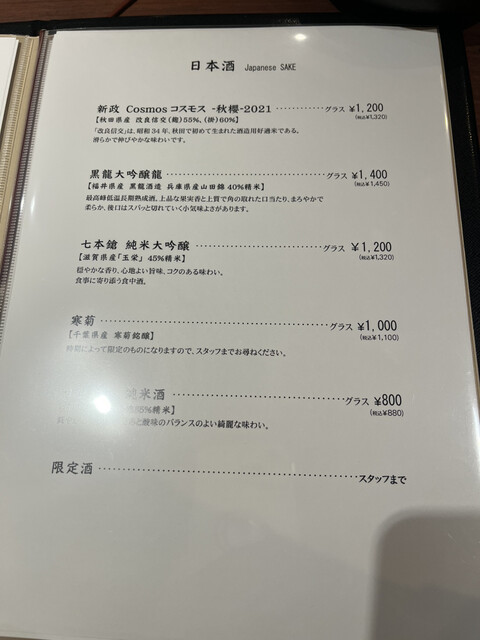 日本酒 Japanese SAKE
新政 Cosmos コスモス -秋櫻-2021 グラス ¥1,200
【秋田県産 改良信交(麹)55%、(掛)60%】 (税込¥1,320)
「改良信交」は、昭和34年、秋田で初めて生まれた酒造用好適米である。
滑らかで伸びやかな味わいです。
黒龍大吟醸龍 グラス ¥1,400
【福井県産 黒龍酒造 兵庫県産山田錦 40%精米】 (税込¥1,450)
最高峰低温長期熟成酒。上品な果実香と上質で角の取れた口当たり、まろやかで
柔らか、後口はスパッと切れていく小気味よさがあります。
七本鎗 純米大吟醸 グラス ¥1,200
【滋賀県産「玉栄」 45%精米】 (税込¥1,320)
穏やかな香り、心地よい旨味、コクのある味わい。
食事に寄り添う食中酒。
寒菊 グラス ¥1,000
【千葉県産 寒菊銘醸】 (税込¥1,100)
時期によって限定のものになりますので、スタッフまでお尋ねください。
純米酒 グラス ¥800
55%精米】 (税込¥880)
と酸味のバランスのよい綺麗な味わい。
限定酒 スタッフまで